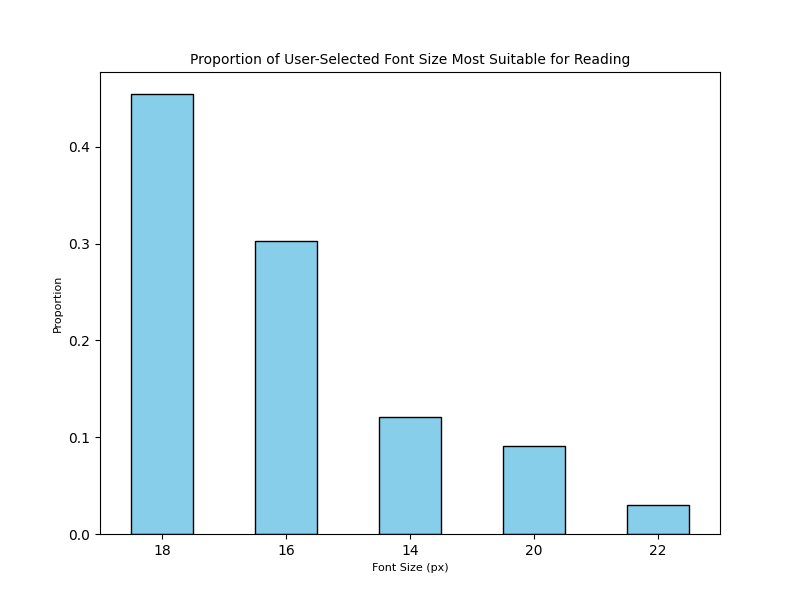 Proportion of User-Selected Font Size Most Suitable for Reading
Proportion
0.4
0.3
0.2
0.1
0.0
18 16 14 20 22
Font Size (px)